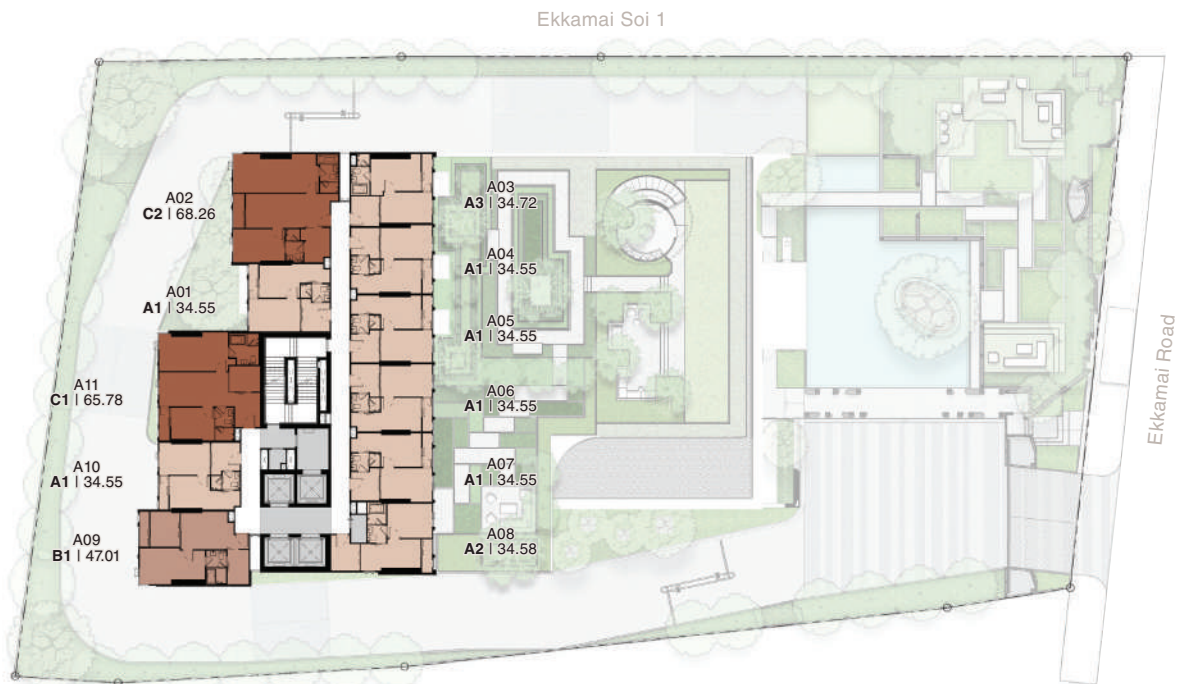 Ekkamai Soi 1
A02
C2 | 68.26
A03
A3 | 34.72
A04
A1 | 34.55
A01
A1 | 34.55
A05
A1 | 34.55
Ekkamai Road
A11
C1 | 65.78
A06
A1 | 34.55
A10
A1 | 34.55
A07
A1 | 34.55
A09
B1 | 47.01
A08
A2 | 34.58